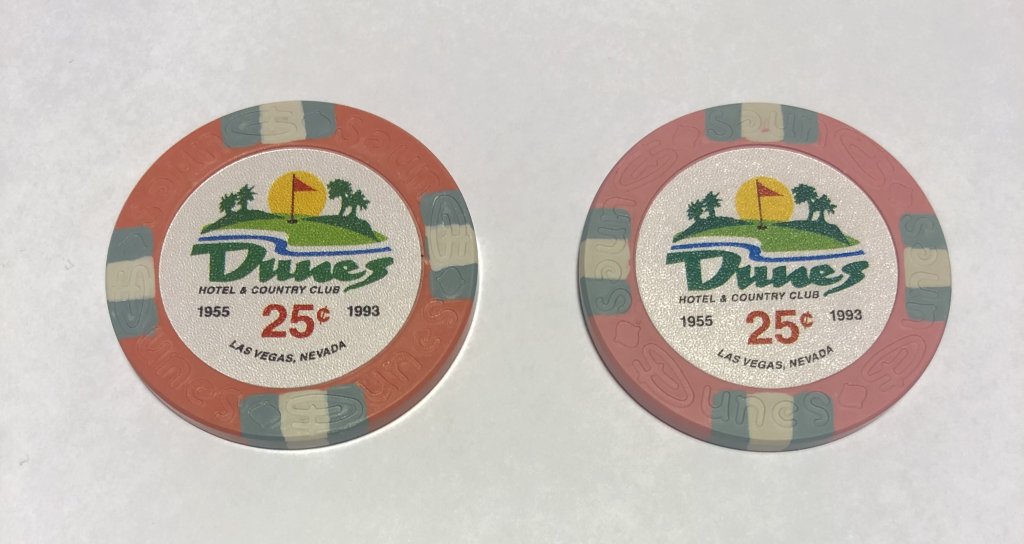 Dunes
HOTEL & COUNTRY CLUB
1955 25¢ 1993
LAS VEGAS, NEVADA
Dunes
HOTEL & COUNTRY CLUB
1955 25¢ 1993
LAS VEGAS, NEVADA